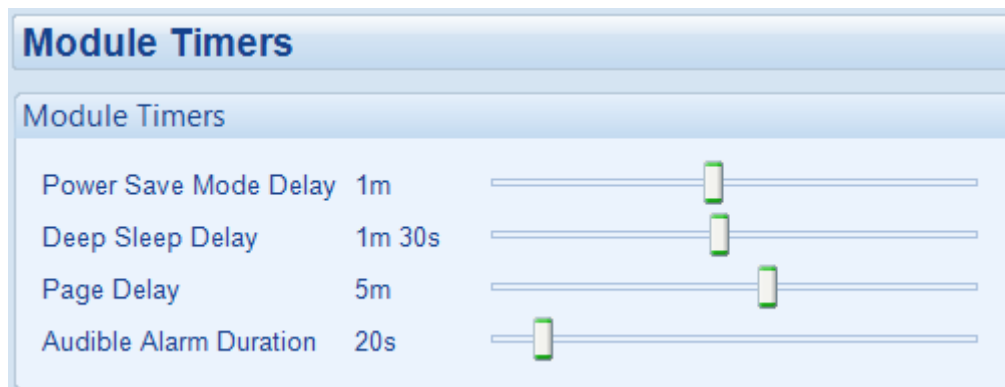 Module Timers
Module Timers
Power Save Mode Delay 1m
Deep Sleep Delay 1m 30s
Page Delay 5m
Audible Alarm Duration 20s